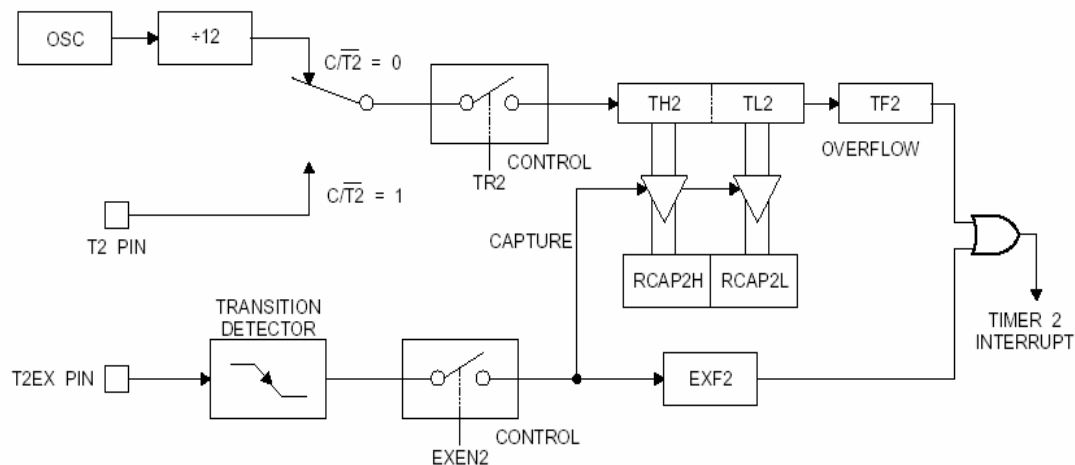 OSC
÷12
C/T2 = 0
TH2
TL2
TF2
OVERFLOW
CONTROL
TR2
C/T2 = 1
T2 PIN
CAPTURE
RCAP2H
RCAP2L
TRANSITION
DETECTOR
TIMER 2
INTERRUPT
T2EX PIN
EXF2
CONTROL
EXEN2